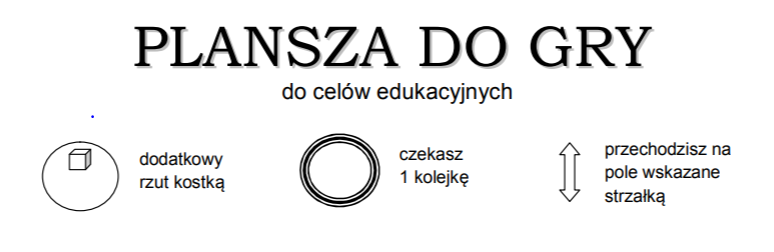 PLANSZA DO GRY
do celów edukacyjnych
dodatkowy
rzut kostką
czekasz
1 kolejkę
przechodzisz na
pole wskazane
strzałką